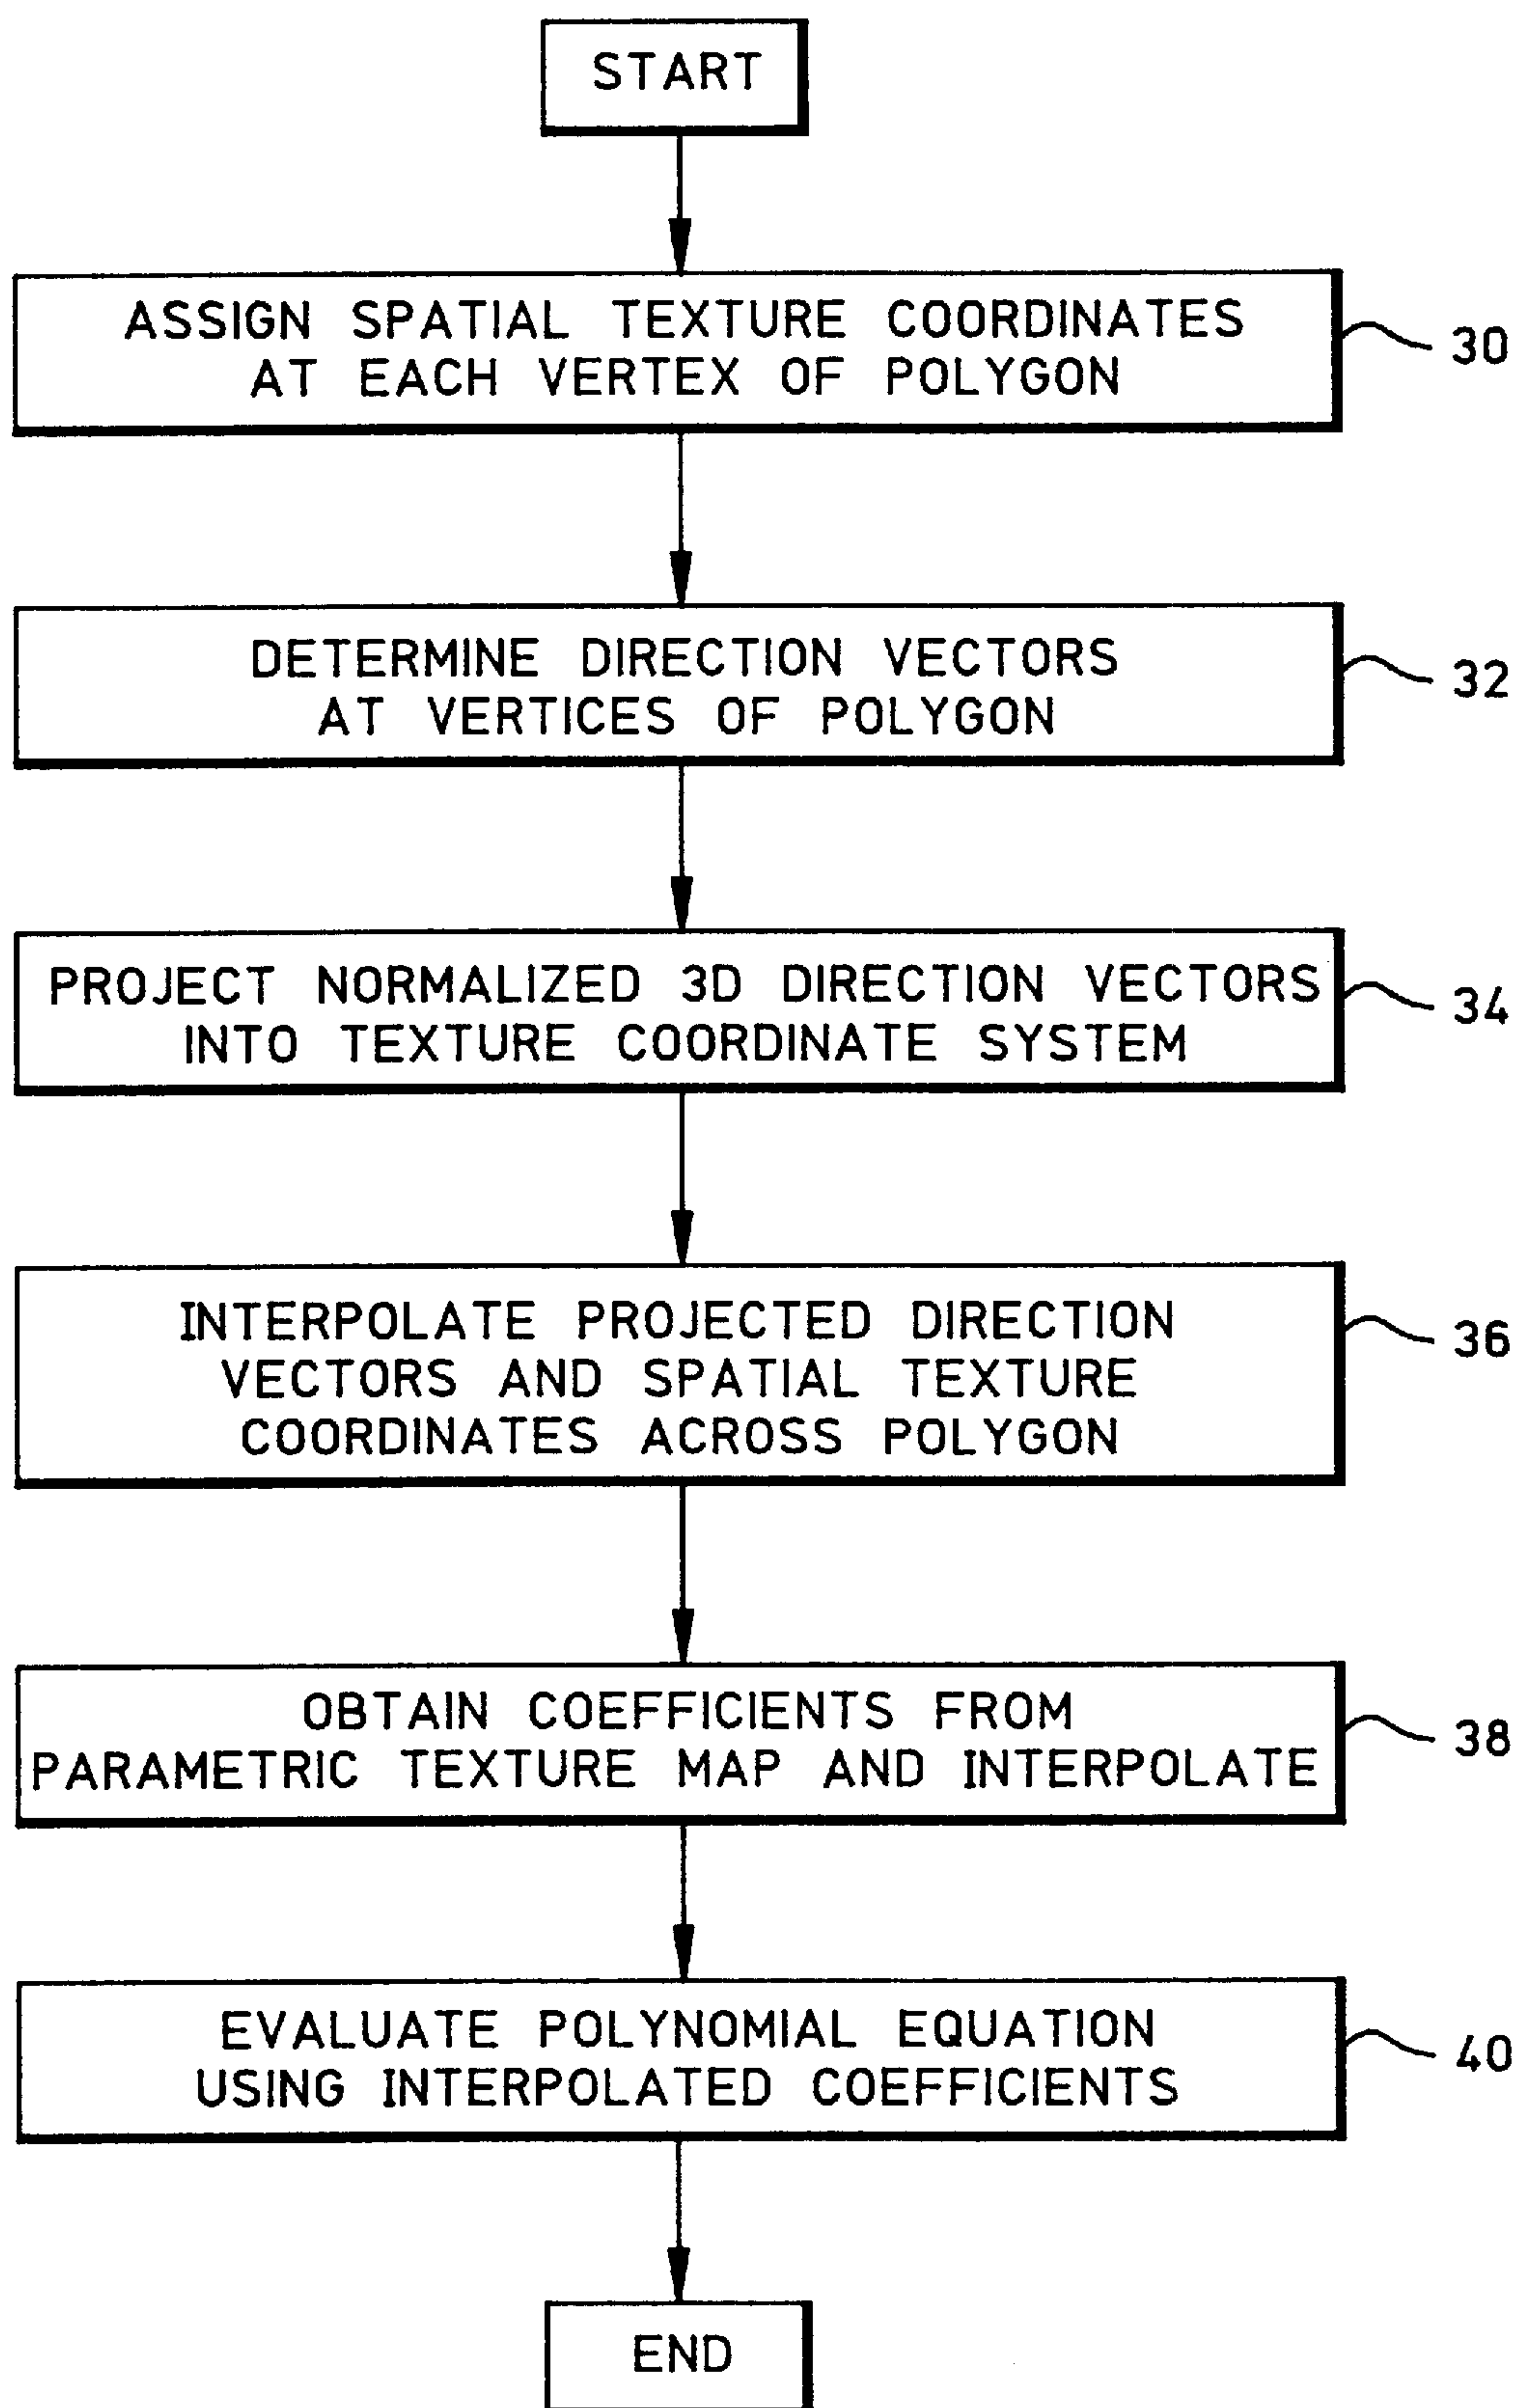 START
ASSIGN SPATIAL TEXTURE COORDINATES
AT EACH VERTEX OF POLYGON
30
DETERMINE DIRECTION VECTORS
AT VERTICES OF POLYGON
32
PROJECT NORMALIZED 3D DIRECTION VECTORS
INTO TEXTURE COORDINATE SYSTEM
34
INTERPOLATE PROJECTED DIRECTION
VECTORS AND SPATIAL TEXTURE
COORDINATES ACROSS POLYGON
36
OBTAIN COEFFICIENTS FROM
PARAMETRIC TEXTURE MAP AND INTERPOLATE
38
EVALUATE POLYNOMIAL EQUATION
USING INTERPOLATED COEFFICIENTS
40
END